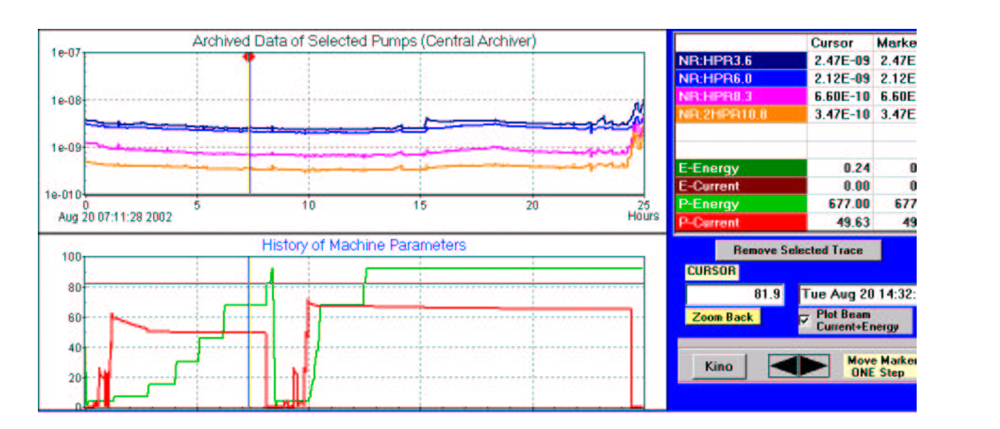 Archived Data of Selected Pumps (Central Archiver)
1e-07
1e-08
1e-09
1e-010
0 5 10 15 20 25
Aug 20 07:11:28 2002 Hours
History of Machine Parameters
100
80
60
40
20
0
Cursor Marke
NR:HPR3.6 2.47E-09 2.47E
NR:HPR6.0 2.12E-09 2.12E
NR:HPR8.3 6.60E-10 6.60E
NR:2HPR10.8 3.47E-10 3.47E
E-Energy 0.24 0
E-Current 0.00 0
P-Energy 677.00 677
P-Current 49.63 49
Remove Selected Trace
CURSOR
81.9 Tue Aug 20 14:32:
Zoom Back
Plot Beam
Current+Energy
Kino
Move Marker
ONE Step